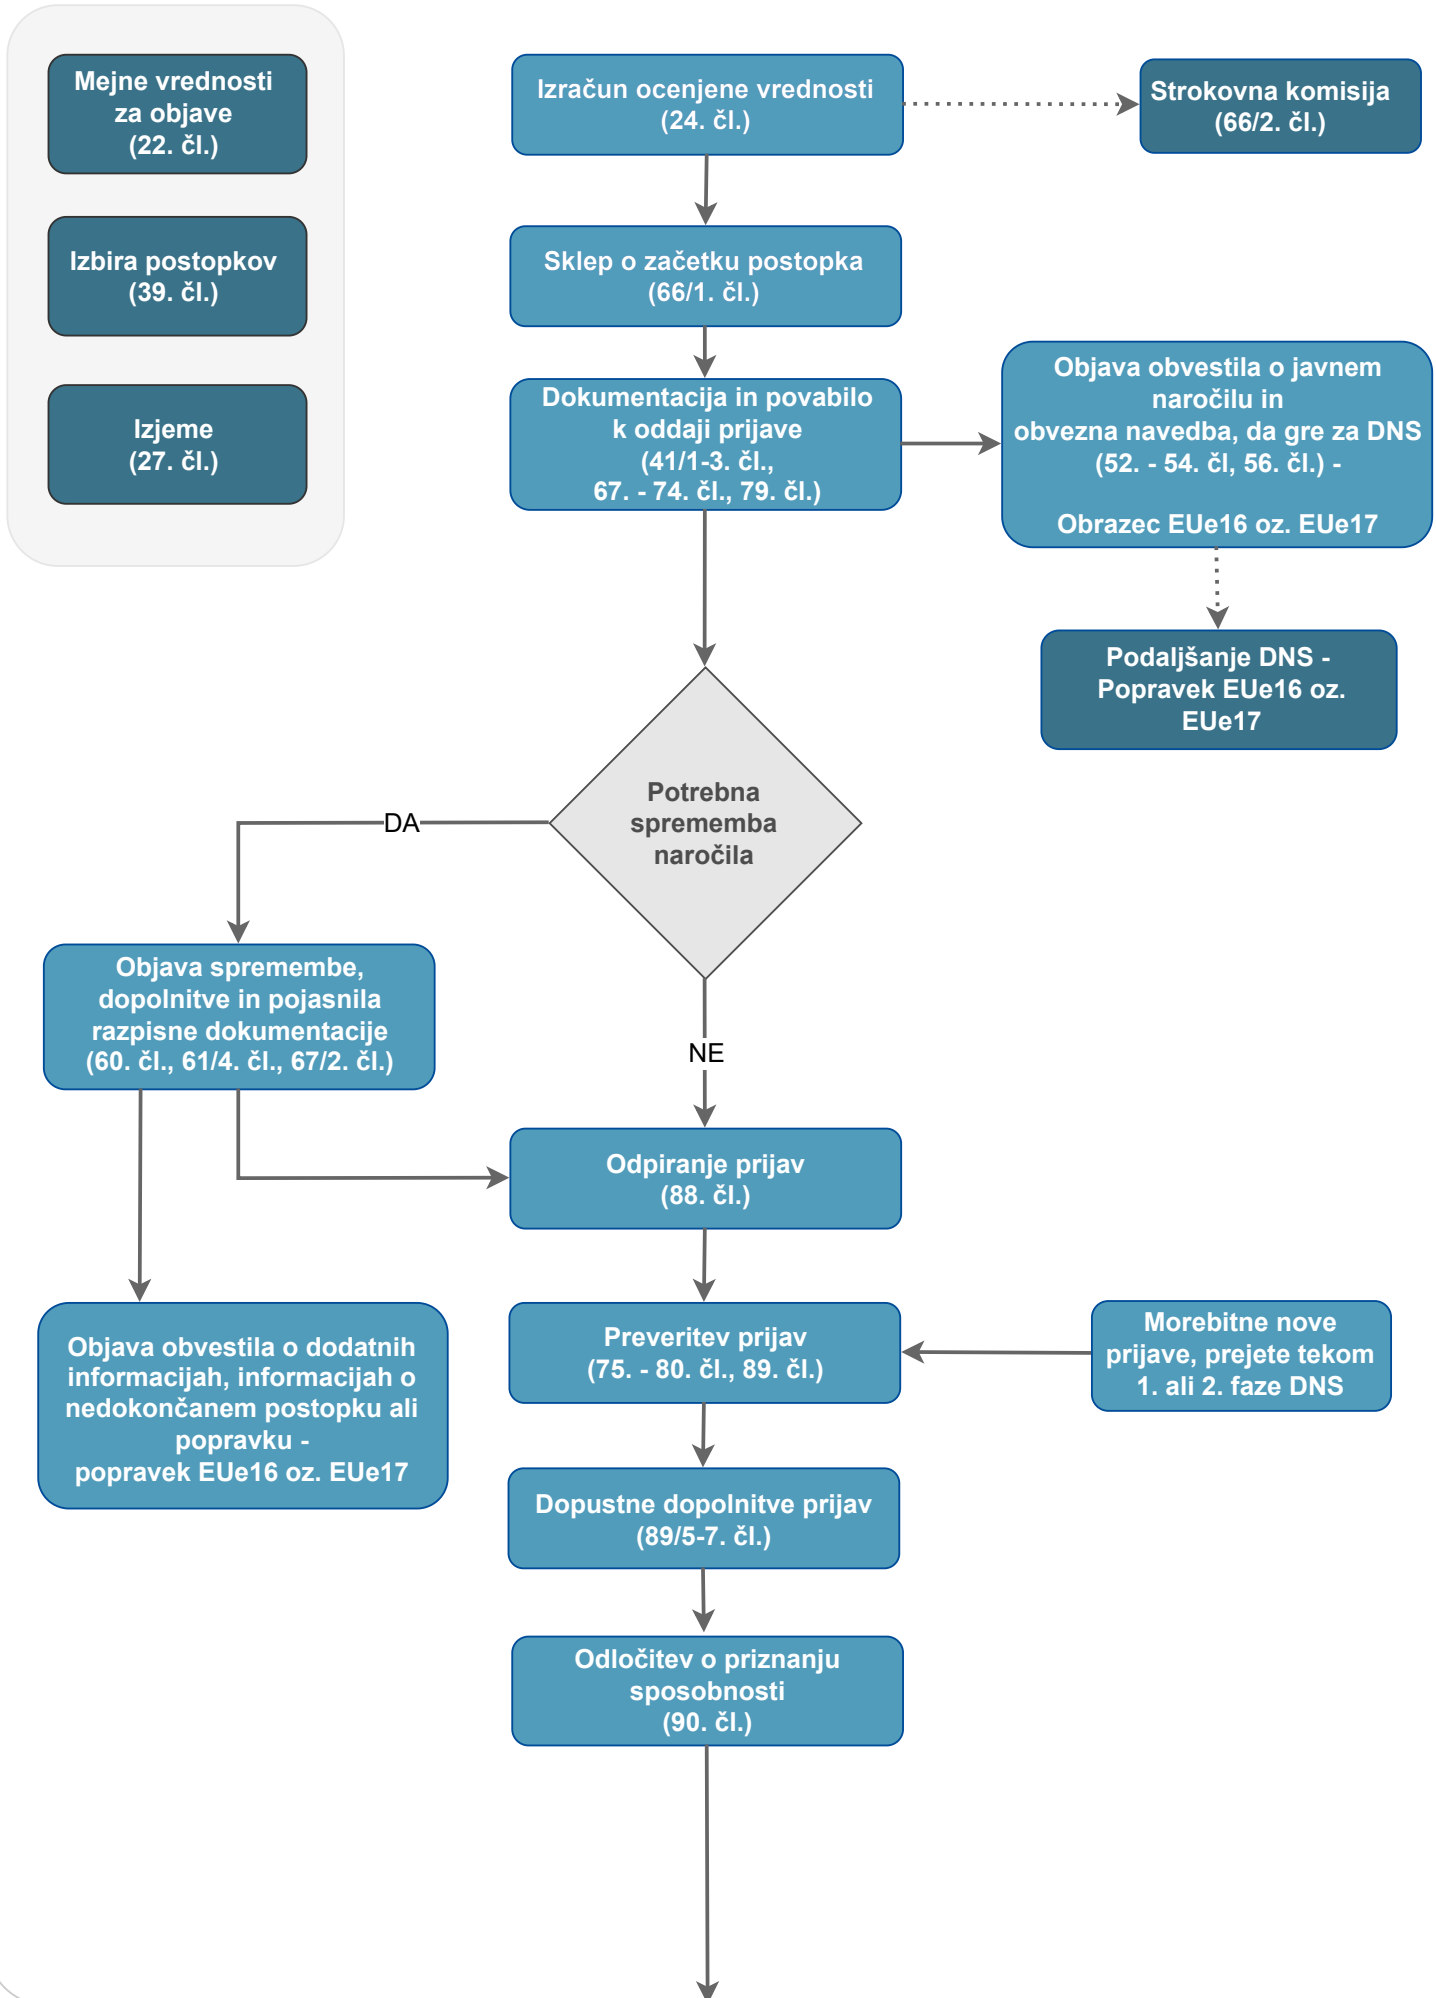 Mejne vrednosti
za objave
(22. čl.)
Izbira postopkov
(39. čl.)
Izjeme
(27. čl.)
Izračun ocenjene vrednosti
(24. čl.)
Strokovna komisija
(66/2. čl.)
Sklep o začetku postopka
(66/1. čl.)
Dokumentacija in povabilo
k oddaji prijave
(41/1-3. čl.,
67. - 74. čl., 79. čl.)
Objava obvestila o javnem
naročilu in
obvezna navedba, da gre za DNS
(52. - 54. čl, 56. čl.) -
Obrazec EUe16 oz. EUe17
Podaljšanje DNS -
Popravek EUe16 oz.
EUe17
Potrebna
sprememba
naročila
DA
NE
Objava spremembe,
dopolnitve in pojasnila
razpisne dokumentacije
(60. čl., 61/4. čl., 67/2. čl.)
Odpiranje prijav
(88. čl.)
Objava obvestila o dodatnih
informacijah, informacijah o
nedokončanem postopku ali
popravku -
popravek EUe16 oz. EUe17
Preveritev prijav
(75. - 80. čl., 89. čl.)
Morebitne nove
prijave, prejete tekom
1. ali 2. faze DNS
Dopustne dopolnitve prijav
(89/5-7. čl.)
Odločitev o priznanju
sposobnosti
(90. čl.)